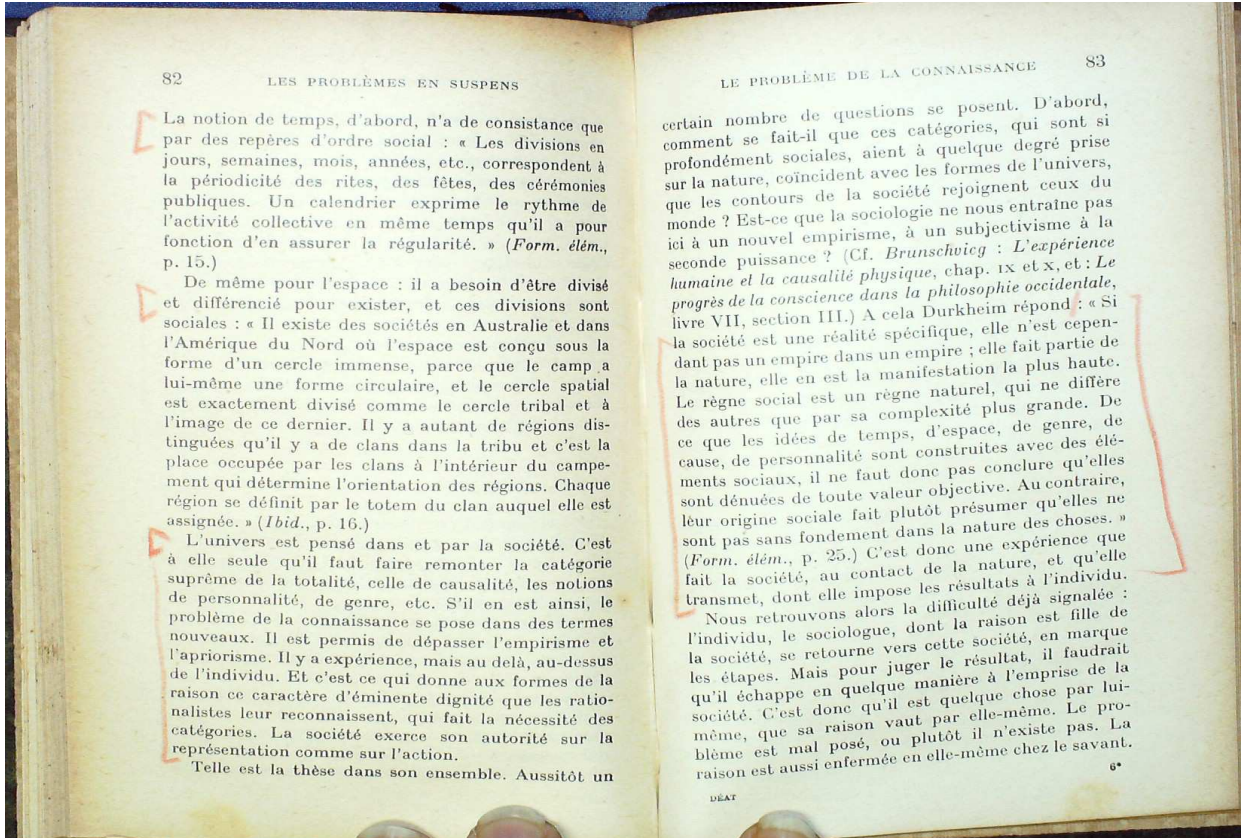 82
LES PROBLÈMES EN SUSPENS
La notion de temps, d'abord, n'a de consistance que
par des repères d'ordre social : « Les divisions en
jours, semaines, mois, années, etc., correspondent à
la périodicité des rites, des fêtes, des cérémonies
publiques. Un calendrier exprime le rythme de
l'activité collective en même temps qu'il a pour
fonction d'en assurer la régularité. » (Form. élém.,
p. 15.)
De même pour l'espace : il a besoin d'être divisé
et différencié pour exister, et ces divisions sont
sociales : « Il existe des sociétés en Australie et dans
l'Amérique du Nord où l'espace est conçu sous la
forme d'un cercle immense, parce que le camp a
lui-même une forme circulaire, et le cercle spatial
est exactement divisé comme le cercle tribal et à
l'image de ce dernier. Il y a autant de régions dis-
tinguées qu'il y a de clans dans la tribu et c'est la
place occupée par les clans à l'intérieur du campe-
ment qui détermine l'orientation des régions. Chaque
région se définit par le totem du clan auquel elle est
assignée. » (Ibid., p. 16.)
L'univers est pensé dans et par la société. C'est
à elle seule qu'il faut faire remonter la catégorie
suprême de la totalité, celle de causalité, les notions
de personnalité, de genre, etc. S'il en est ainsi, le
problème de la connaissance se pose dans des termes
nouveaux. Il est permis de dépasser l'empirisme et
l'apriorisme. Il y a expérience, mais au delà, au-dessus
de l'individu. Et c'est ce qui donne aux formes de la
raison ce caractère d'éminente dignité que les ratio-
nalistes leur reconnaissent, qui fait la nécessité des
catégories. La société exerce son autorité sur la
représentation comme sur l'action.
Telle est la thèse dans son ensemble. Aussitôt un
LE PROBLÈME DE LA CONNAISSANCE
83
certain nombre de questions se posent. D'abord,
comment se fait-il que ces catégories, qui sont si
profondément sociales, aient à quelque degré prise
sur la nature, coïncident avec les formes de l'univers,
que les contours de la société rejoignent ceux du
monde ? Est-ce que la sociologie ne nous entraîne pas
ici à un nouvel empirisme, à un subjectivisme à la
seconde puissance ? (Cf. Brunschvicg : L'expérience
humaine et la causalité physique, chap. IX et X, et : Le
progrès de la conscience dans la philosophie occidentale,
livre VII, section III.) A cela Durkheim répond : « Si
la société est une réalité spécifique, elle n'est cepen-
dant pas un empire dans un empire ; elle fait partie de
la nature, elle en est la manifestation la plus haute.
Le règne social est un règne naturel, qui ne diffère
des autres que par sa complexité plus grande. De
ce que les idées de temps, d'espace, de genre, de
cause, de personnalité sont construites avec des élé-
ments sociaux, il ne faut donc pas conclure qu'elles
sont dénuées de toute valeur objective. Au contraire,
leur origine sociale fait plutôt présumer qu'elles ne
sont pas sans fondement dans la nature des choses. »
(Form. élém., p. 25.) C'est donc une expérience que
fait la société, au contact de la nature, et qu'elle
transmet, dont elle impose les résultats à l'individu.
Nous retrouvons alors la difficulté déjà signalée :
l'individu, le sociologue, dont la raison est fille de
la société, se retourne vers cette société, en marque
les étapes. Mais pour juger le résultat, il faudrait
qu'il échappe en quelque manière à l'emprise de la
société. C'est donc qu'il est quelque chose par lui-
même, que sa raison vaut par elle-même. Le pro-
blème est mal posé, ou plutôt il n'existe pas. La
raison est aussi enfermée en elle-même chez le savant.
DÉAT
6*